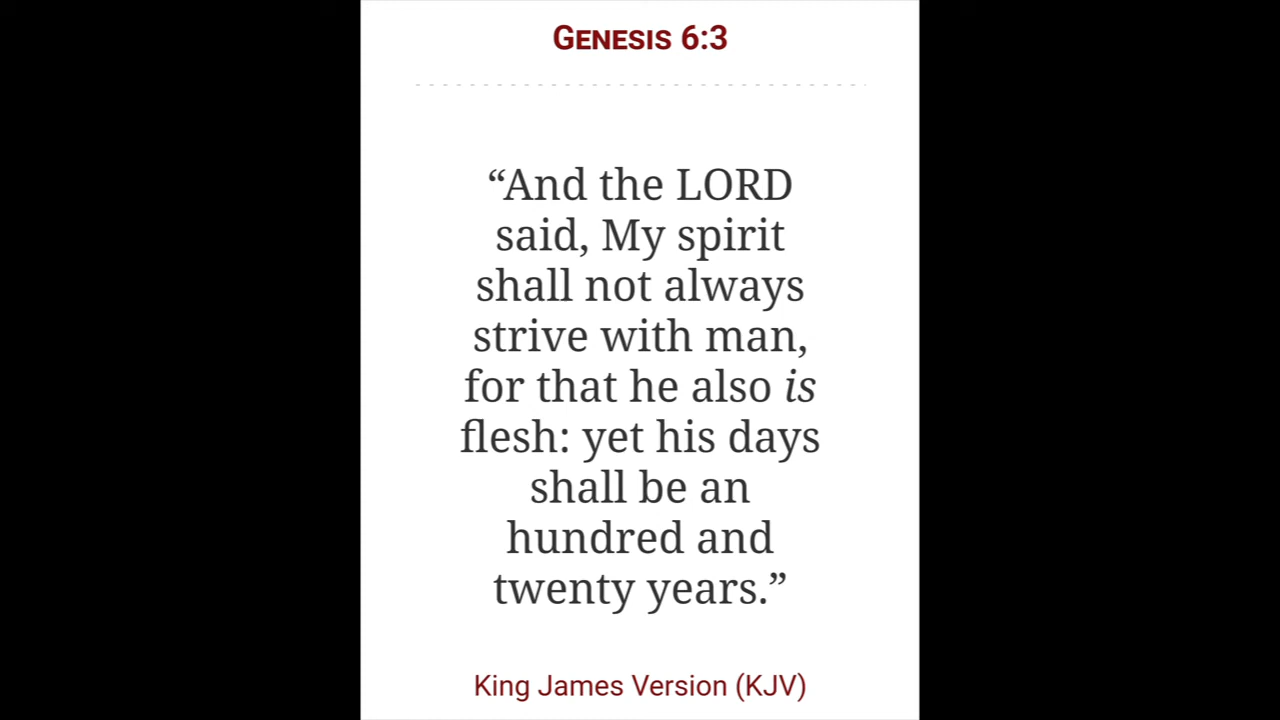 GENESIS 6:3
“And the LORD
said, My spirit
shall not always
strive with man,
for that he also is
flesh: yet his days
shall be an
hundred and
twenty years.”
King James Version (KJV)